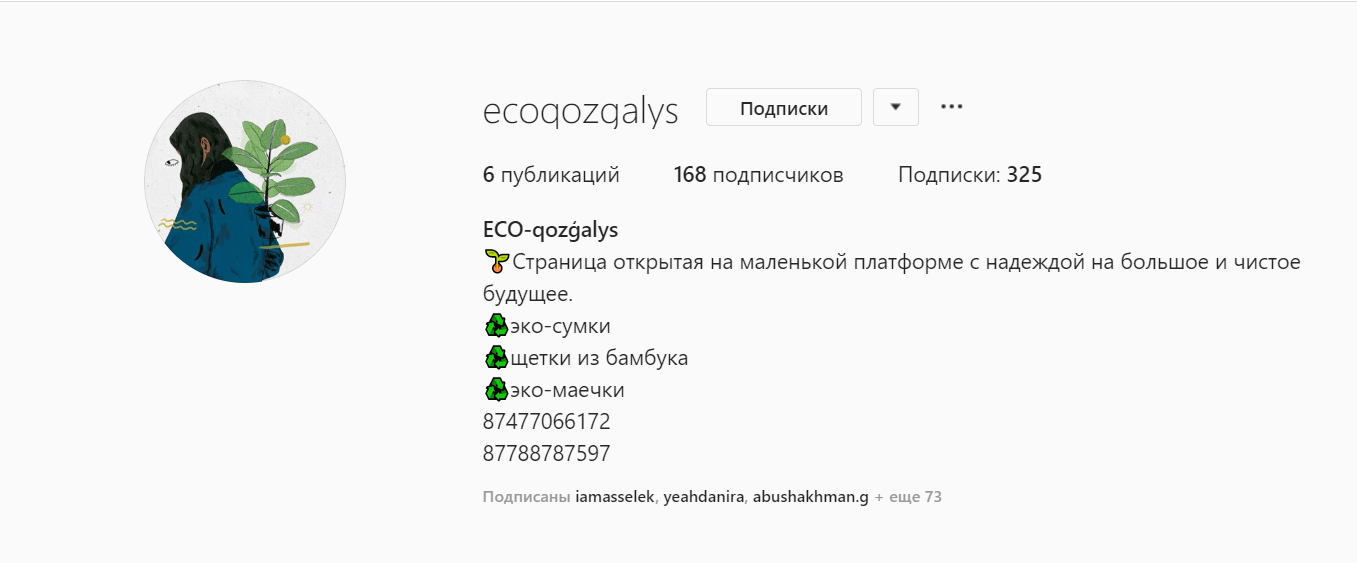 ecoqozgalys Подписки
6 публикаций 168 подписчиков Подписки: 325
ECO-qozǵalys
Страница открытая на маленькой платформе с надеждой на большое и чистое
будущее.
эко-сумки
щетки из бамбука
эко-маечки
87477066172
87788787597
Подписаны iamasselek, yeahdanira, abushakhman.g + еще 73